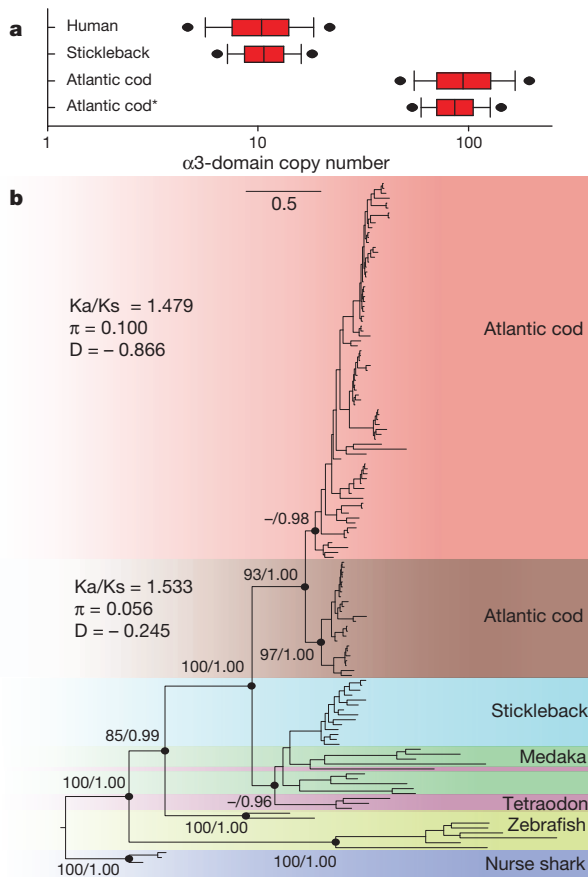 a
Human
Stickleback
Atlantic cod
Atlantic cod*
1
10
100
α3-domain copy number
b
0.5
Ka/Ks = 1.479
π = 0.100
D = – 0.866
Atlantic cod
–/0.98
93/1.00
Ka/Ks = 1.533
π = 0.056
D = – 0.245
Atlantic cod
97/1.00
100/1.00
Stickleback
85/0.99
Medaka
100/1.00
–/0.96
Tetraodon
100/1.00
Zebrafish
100/1.00
100/1.00
Nurse shark